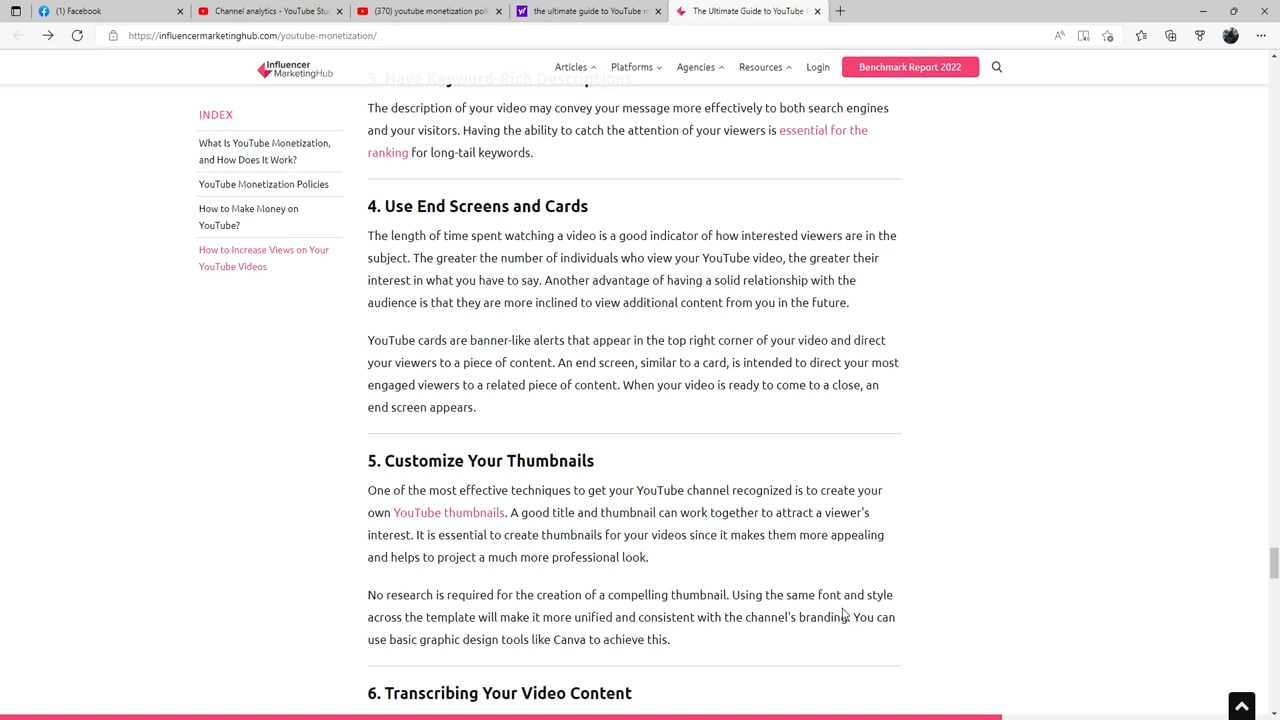 (1) Facebook
Channel analytics - YouTube Stu
(370) youtube monetization poli
the ultimate guide to YouTube m
The Ultimate Guide to YouTube
https://influencermarketinghub.com/youtube-monetization/
Influencer
MarketingHub
Articles
Platforms
Agencies
Resources
Login
Benchmark Report 2022
3. Have Keyword-Rich Descriptions
INDEX
What Is YouTube Monetization,
and How Does It Work?
YouTube Monetization Policies
How to Make Money on
YouTube?
How to Increase Views on Your
YouTube Videos
The description of your video may convey your message more effectively to both search engines
and your visitors. Having the ability to catch the attention of your viewers is essential for the
ranking for long-tail keywords.
4. Use End Screens and Cards
The length of time spent watching a video is a good indicator of how interested viewers are in the
subject. The greater the number of individuals who view your YouTube video, the greater their
interest in what you have to say. Another advantage of having a solid relationship with the
audience is that they are more inclined to view additional content from you in the future.
YouTube cards are banner-like alerts that appear in the top right corner of your video and direct
your viewers to a piece of content. An end screen, similar to a card, is intended to direct your most
engaged viewers to a related piece of content. When your video is ready to come to a close, an
end screen appears.
5. Customize Your Thumbnails
One of the most effective techniques to get your YouTube channel recognized is to create your
own YouTube thumbnails. A good title and thumbnail can work together to attract a viewer's
interest. It is essential to create thumbnails for your videos since it makes them more appealing
and helps to project a much more professional look.
No research is required for the creation of a compelling thumbnail. Using the same font and style
across the template will make it more unified and consistent with the channel's branding. You can
use basic graphic design tools like Canva to achieve this.
6. Transcribing Your Video Content